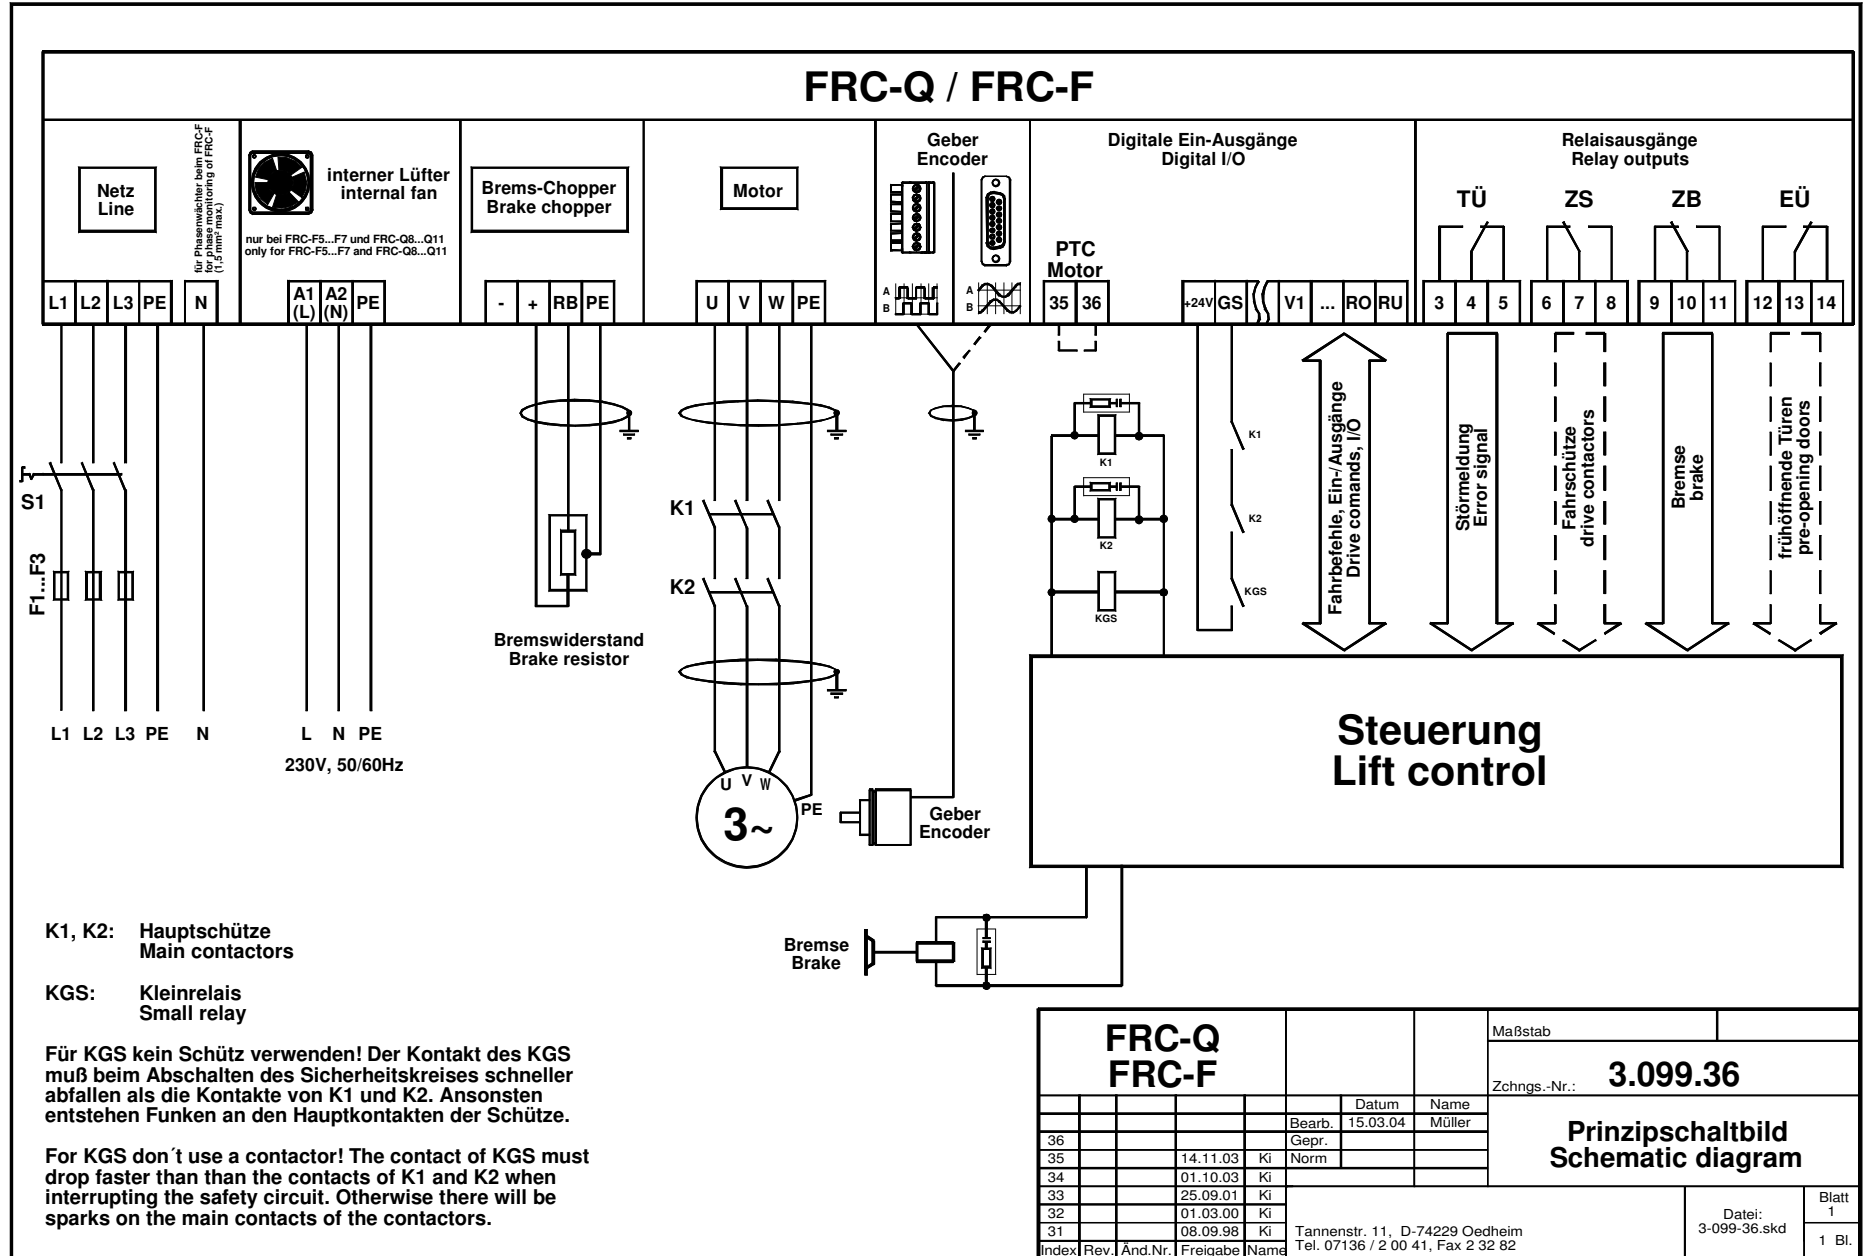 FRC-Q / FRC-F
Netz
Line
für Phasenwächter beim FRC-F
for phase monitoring of FRC-F
(1,5 mm² max.)
interner Lüfter
internal fan
nur bei FRC-F5...F7 und FRC-Q8...Q11
only for FRC-F5...F7 and FRC-Q8...Q11
Brems-Chopper
Brake chopper
Motor
Geber
Encoder
A
B
A
B
Digitale Ein-Ausgänge
Digital I/O
PTC
Motor
Relaisausgänge
Relay outputs
TÜ ZS ZB EÜ
L1 L2 L3 PE N
A1 A2 PE
(L) (N)
- + RB PE
U V W PE
35 36
+24V GS V1 ... RO RU
3 4 5 6 7 8 9 10 11 12 13 14
S1
F1...F3
L1 L2 L3 PE N
L N PE
230V, 50/60Hz
Bremswiderstand
Brake resistor
K1
K2
U V W
PE
3~
Geber
Encoder
K1
K2
KGS
K1
K2
KGS
Fahrbefehle, Ein-/Ausgänge
Drive comands, I/O
Störmeldung
Error signal
Fahrschütze
drive contactors
Bremse
brake
frühöffnende Türen
pre-opening doors
Steuerung
Lift control
Bremse
Brake
K1, K2: Hauptschütze
Main contactors
KGS: Kleinrelais
Small relay
Für KGS kein Schütz verwenden! Der Kontakt des KGS
muß beim Abschalten des Sicherheitskreises schneller
abfallen als die Kontakte von K1 und K2. Ansonsten
entstehen Funken an den Hauptkontakten der Schütze.
For KGS don´t use a contactor! The contact of KGS must
drop faster than than the contacts of K1 and K2 when
interrupting the safety circuit. Otherwise there will be
sparks on the main contacts of the contactors.
FRC-Q
FRC-F
Maßstab
Zchngs.-Nr.: 3.099.36
Datum Name
Bearb. 15.03.04 Müller
36 Gepr.
35 14.11.03 Ki Norm
34 01.10.03 Ki
33 25.09.01 Ki
32 01.03.00 Ki
31 08.09.98 Ki
Index Rev. Änd.Nr. Freigabe Name
Prinzipschaltbild
Schematic diagram
Tannenstr. 11, D-74229 Oedheim
Tel. 07136 / 2 00 41, Fax 2 32 82
Datei:
3-099-36.skd
Blatt
1
1 Bl.